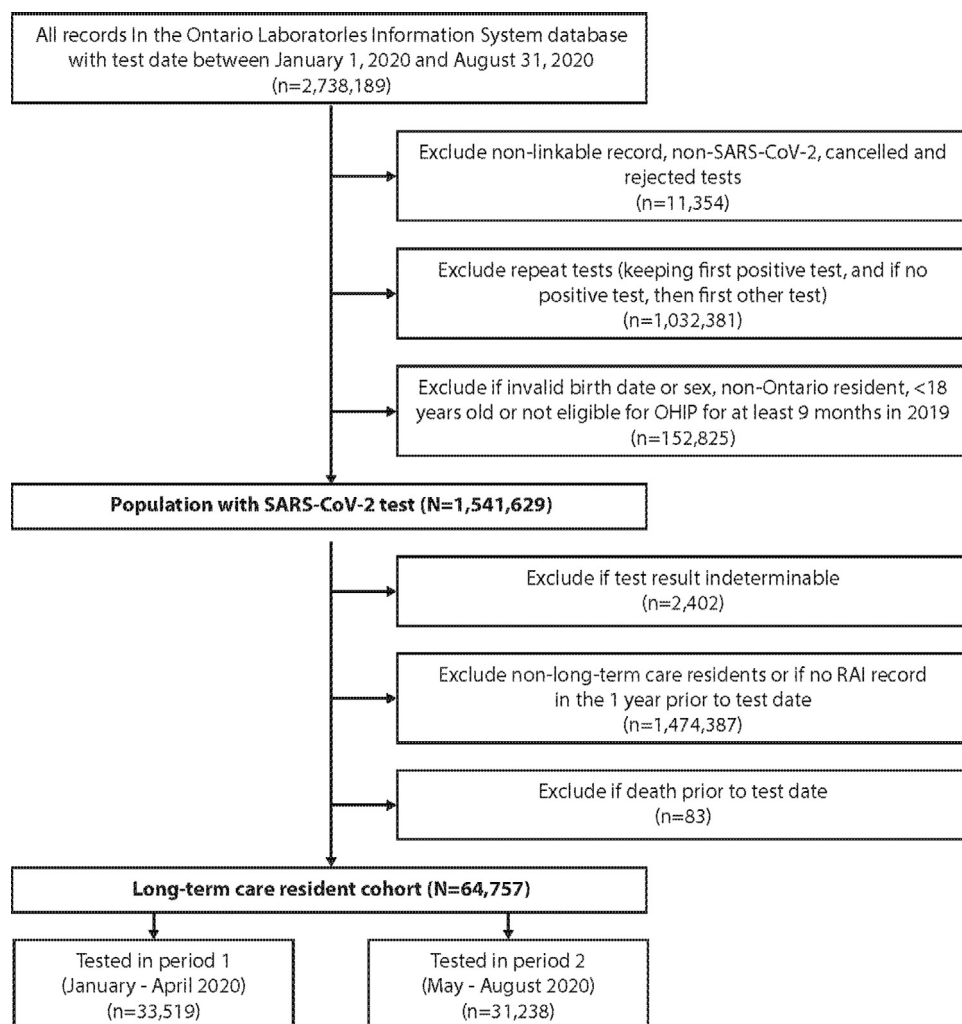 All records In the Ontario Laboratorles Information System database
with test date between January 1, 2020 and August 31, 2020
(n=2,738,189)
Exclude non-linkable record, non-SARS-CoV-2, cancelled and
rejected tests
(n=11,354)
Exclude repeat tests (keeping first positive test, and if no
positive test, then first other test)
(n=1,032,381)
Exclude if invalid birth date or sex, non-Ontario resident, <18
years old or not eligible for OHIP for at least 9 months in 2019
(n=152,825)
Population with SARS-CoV-2 test (N=1,541,629)
Exclude if test result indeterminable
(n=2,402)
Exclude non-long-term care residents or if no RAI record
in the 1 year prior to test date
(n=1,474,387)
Exclude if death prior to test date
(n=83)
Long-term care resident cohort (N=64,757)
Tested in period 1
(January - April 2020)
(n=33,519)
Tested in period 2
(May - August 2020)
(n=31,238)